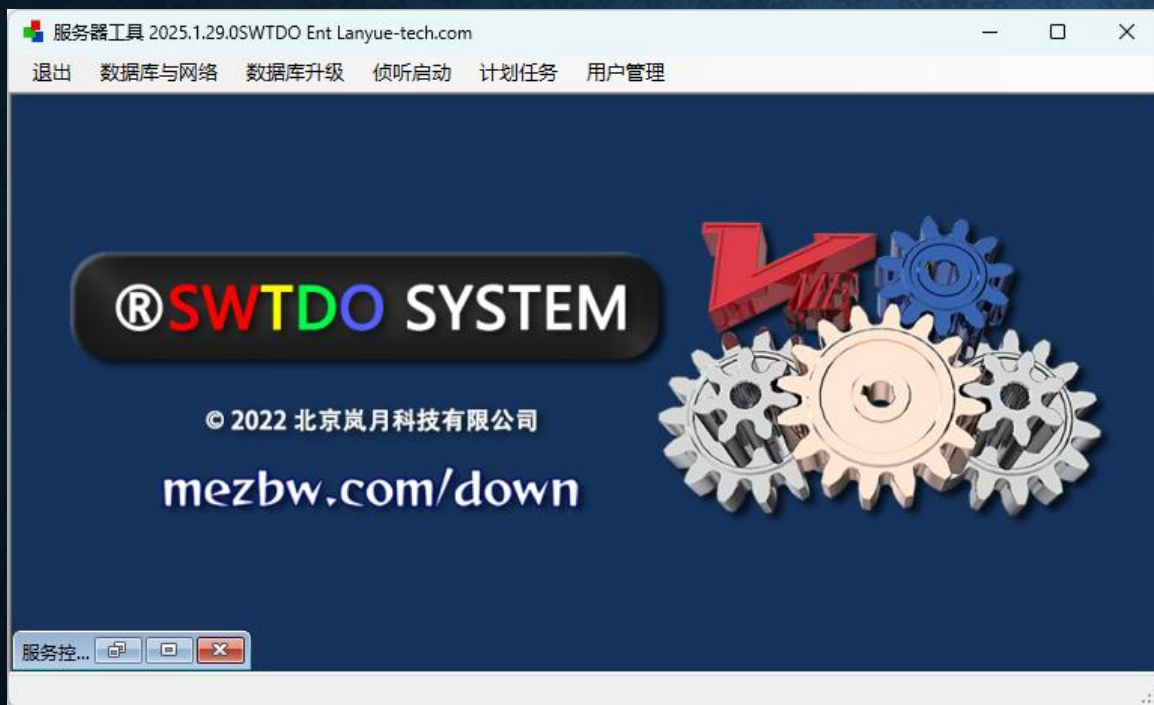 服务器工具 2025.1.29.0SWTDO Ent Lanyue-tech.com
退出 数据库与网络 数据库升级 侦听启动 计划任务 用户管理
®SWTDO SYSTEM
© 2022 北京岚月科技有限公司
mezbw.com/down
服务控...